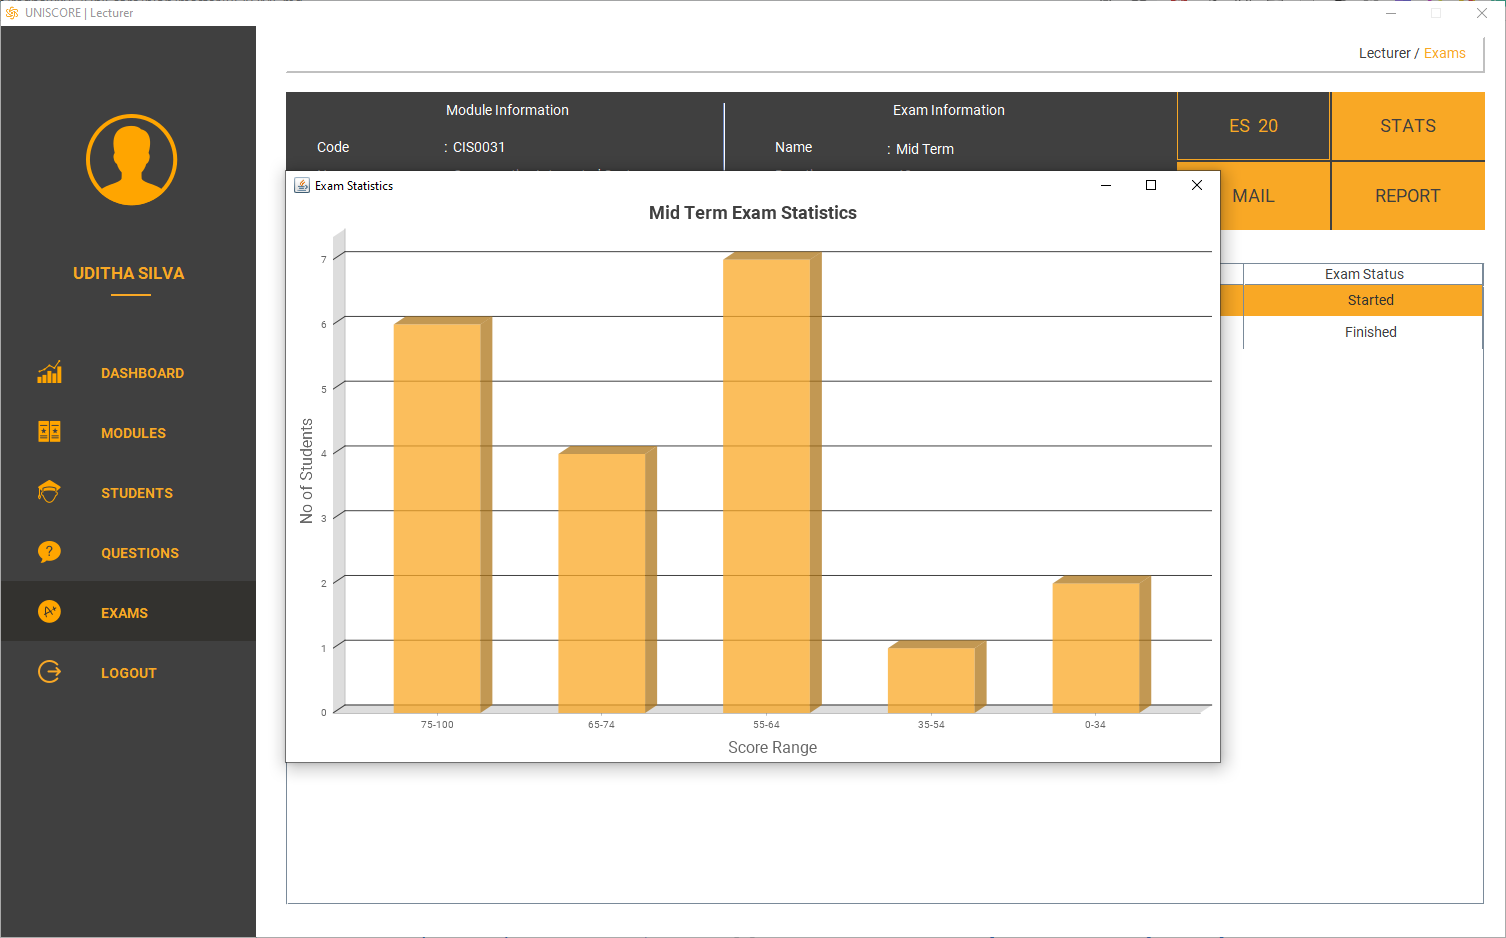 UNISCORE | Lecturer
Lecturer / Exams
UDITHA SILVA
DASHBOARD
MODULES
STUDENTS
QUESTIONS
EXAMS
LOGOUT
Module Information
Code : CIS0031
Exam Information
Name : Mid Term
ES 20
STATS
MAIL
REPORT
Exam Status
Started
Finished
Exam Statistics
Mid Term Exam Statistics
No of Students
7
6
5
4
3
2
1
0
75-100 65-74 55-64 35-54 0-34
Score Range